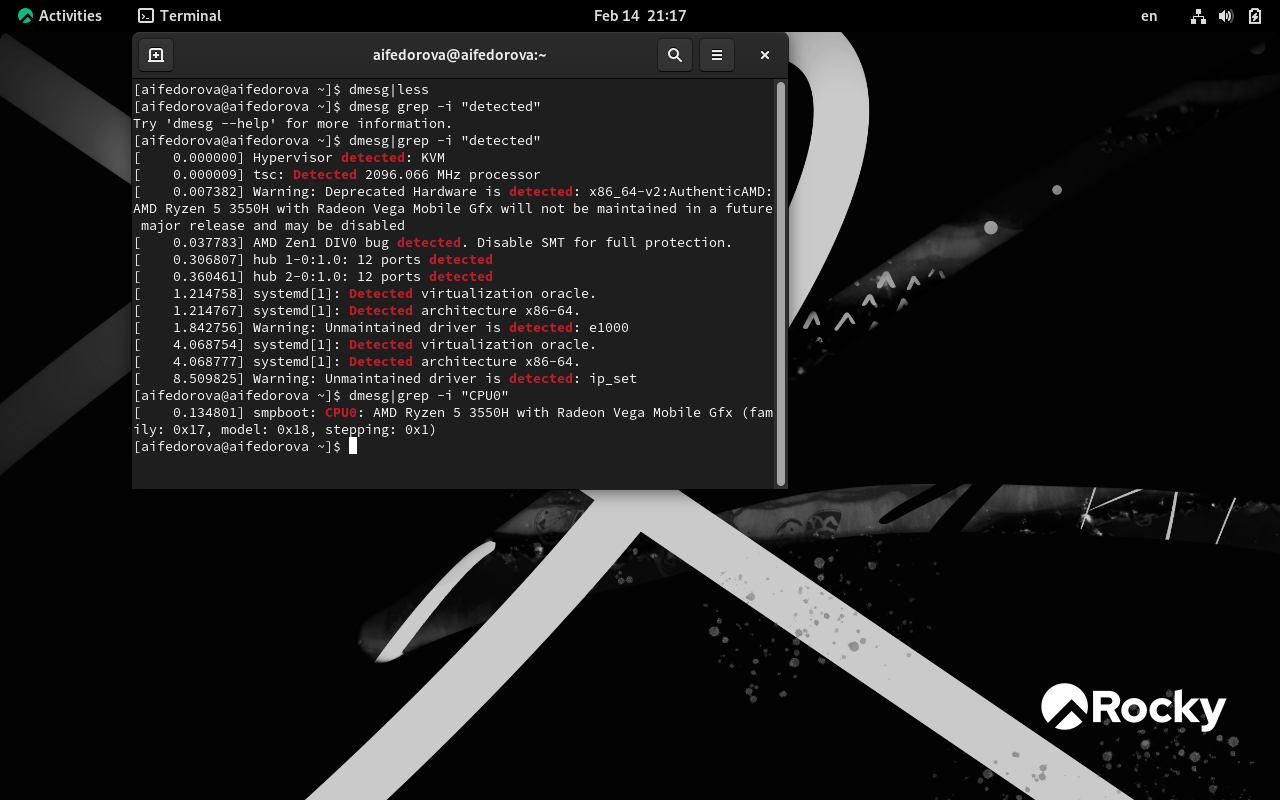 Activities Terminal Feb 14 21:17 en
aifedorova@aifedorova:~
[aifedorova@aifedorova ~]$ dmesg|less
[aifedorova@aifedorova ~]$ dmesg grep -i "detected"
Try 'dmesg --help' for more information.
[aifedorova@aifedorova ~]$ dmesg|grep -i "detected"
[    0.000000] Hypervisor detected: KVM
[    0.000009] tsc: Detected 2096.066 MHz processor
[    0.007382] Warning: Deprecated Hardware is detected: x86_64-v2:AuthenticAMD:
AMD Ryzen 5 3550H with Radeon Vega Mobile Gfx will not be maintained in a future
 major release and may be disabled
[    0.037783] AMD Zen1 DIV0 bug detected. Disable SMT for full protection.
[    0.306807] hub 1-0:1.0: 12 ports detected
[    0.360461] hub 2-0:1.0: 12 ports detected
[    1.214758] systemd[1]: Detected virtualization oracle.
[    1.214767] systemd[1]: Detected architecture x86-64.
[    1.842756] Warning: Unmaintained driver is detected: e1000
[    4.068754] systemd[1]: Detected virtualization oracle.
[    4.068777] systemd[1]: Detected architecture x86-64.
[    8.509825] Warning: Unmaintained driver is detected: ip_set
[aifedorova@aifedorova ~]$ dmesg|grep -i "CPU0"
[    0.134801] smpboot: CPU0: AMD Ryzen 5 3550H with Radeon Vega Mobile Gfx (fam
ily: 0x17, model: 0x18, stepping: 0x1)
[aifedorova@aifedorova ~]$
Rocky